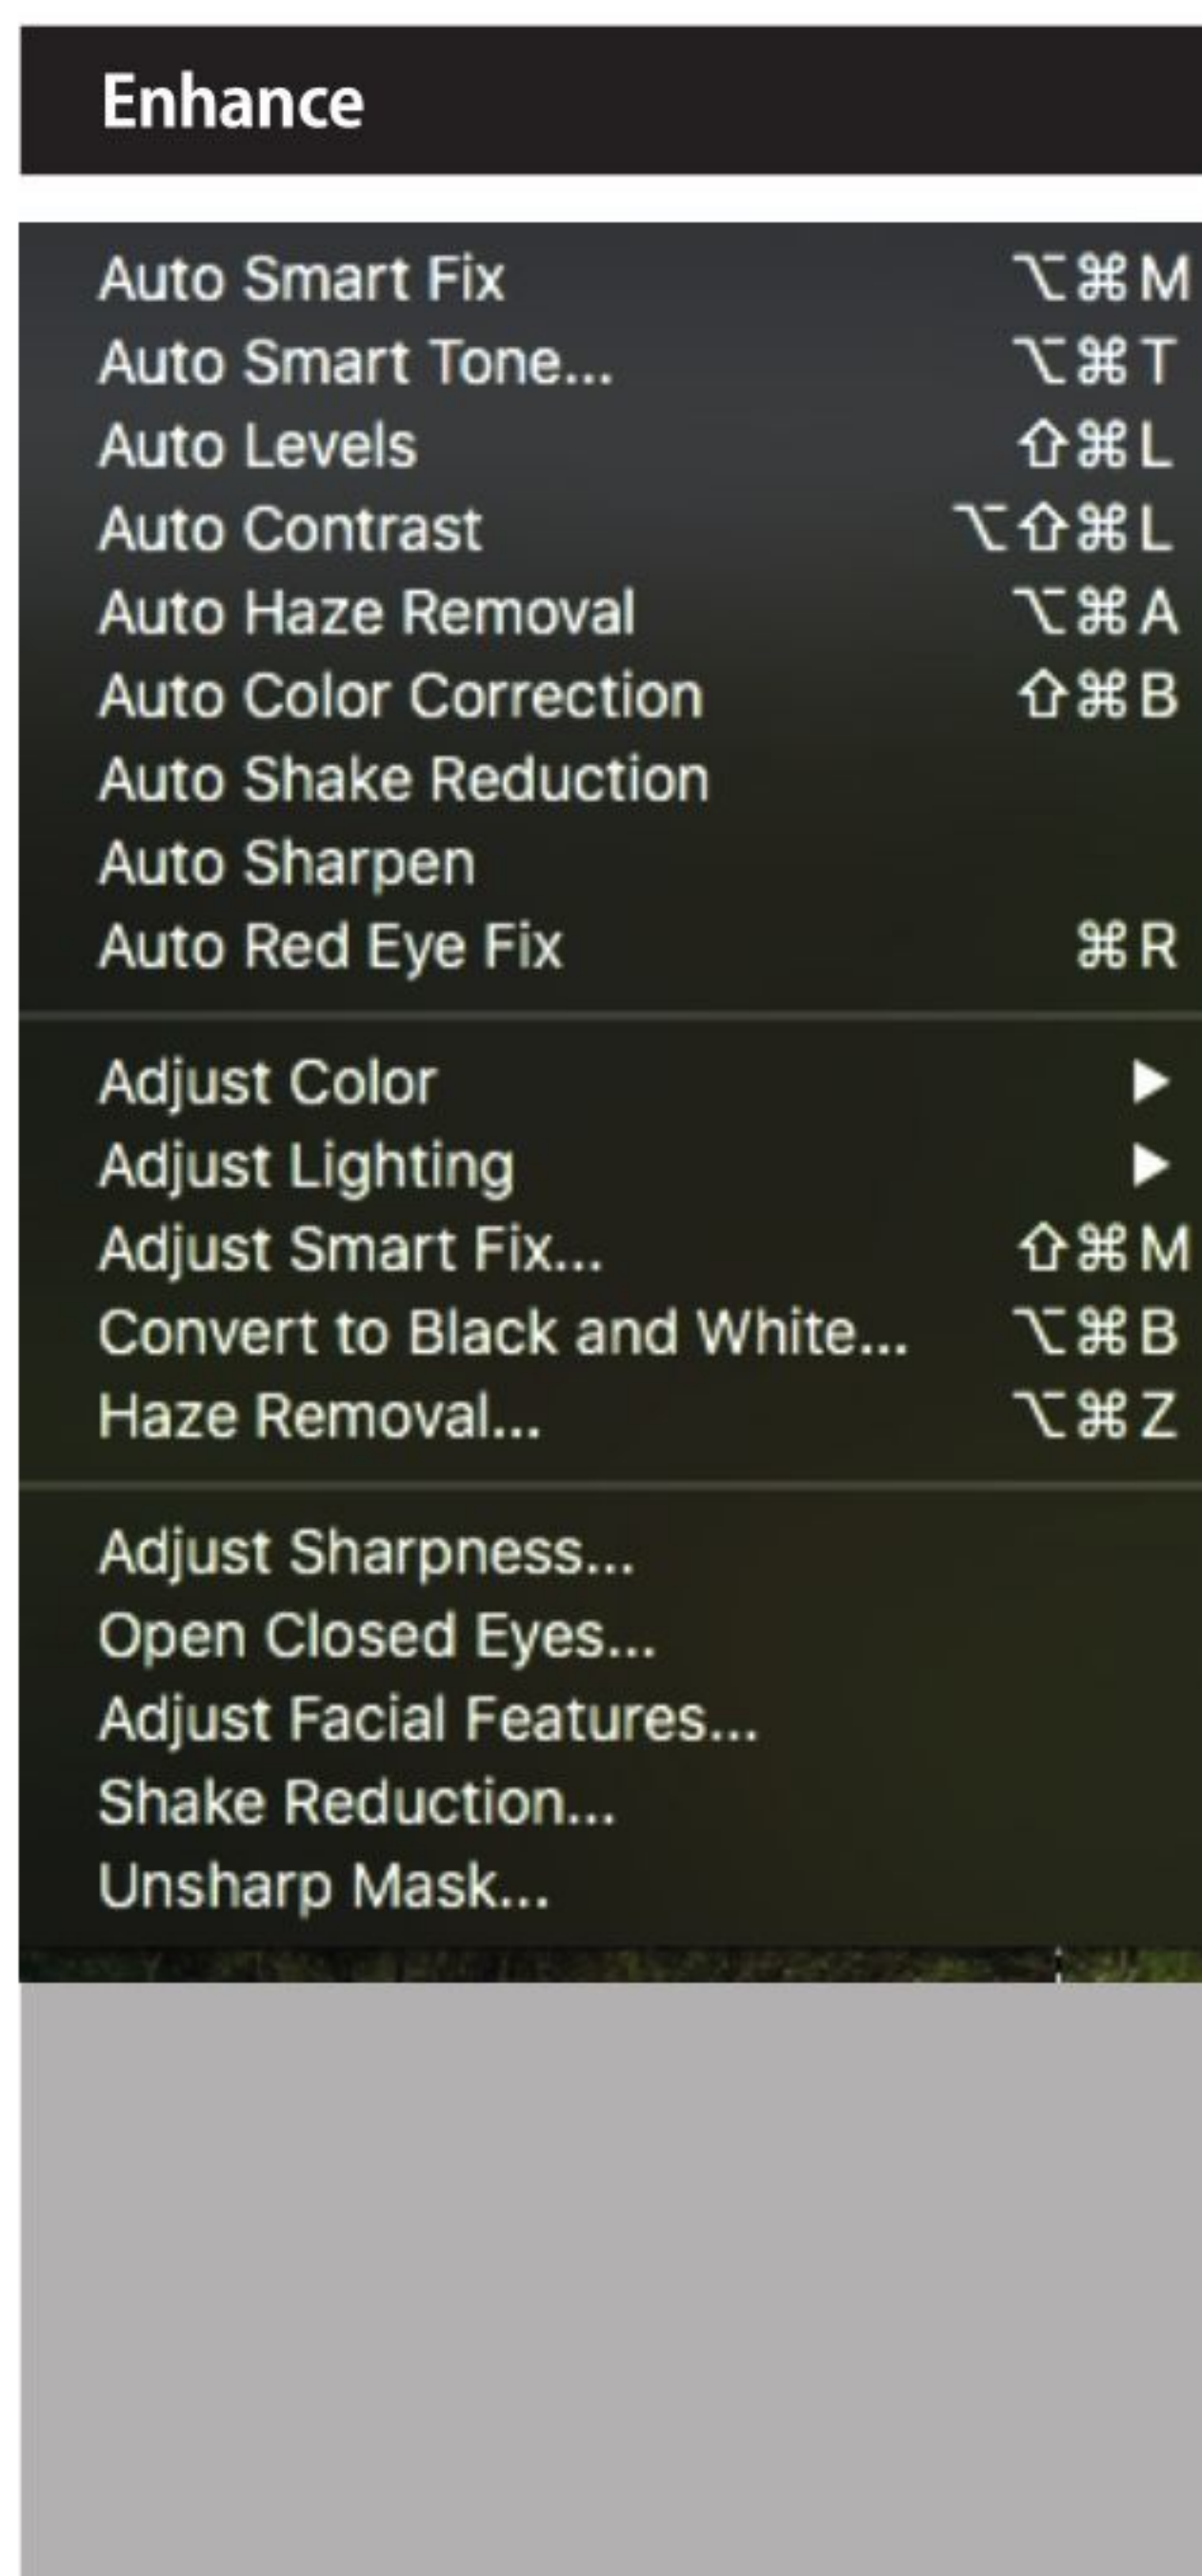 Enhance
Auto Smart Fix ⌥⌘M
Auto Smart Tone... ⌥⌘T
Auto Levels ⇧⌘L
Auto Contrast ⌥⇧⌘L
Auto Haze Removal ⌥⌘A
Auto Color Correction ⇧⌘B
Auto Shake Reduction
Auto Sharpen
Auto Red Eye Fix ⌘R
Adjust Color ▶
Adjust Lighting ▶
Adjust Smart Fix... ⇧⌘M
Convert to Black and White... ⌥⌘B
Haze Removal... ⌥⌘Z
Adjust Sharpness...
Open Closed Eyes...
Adjust Facial Features...
Shake Reduction...
Unsharp Mask...